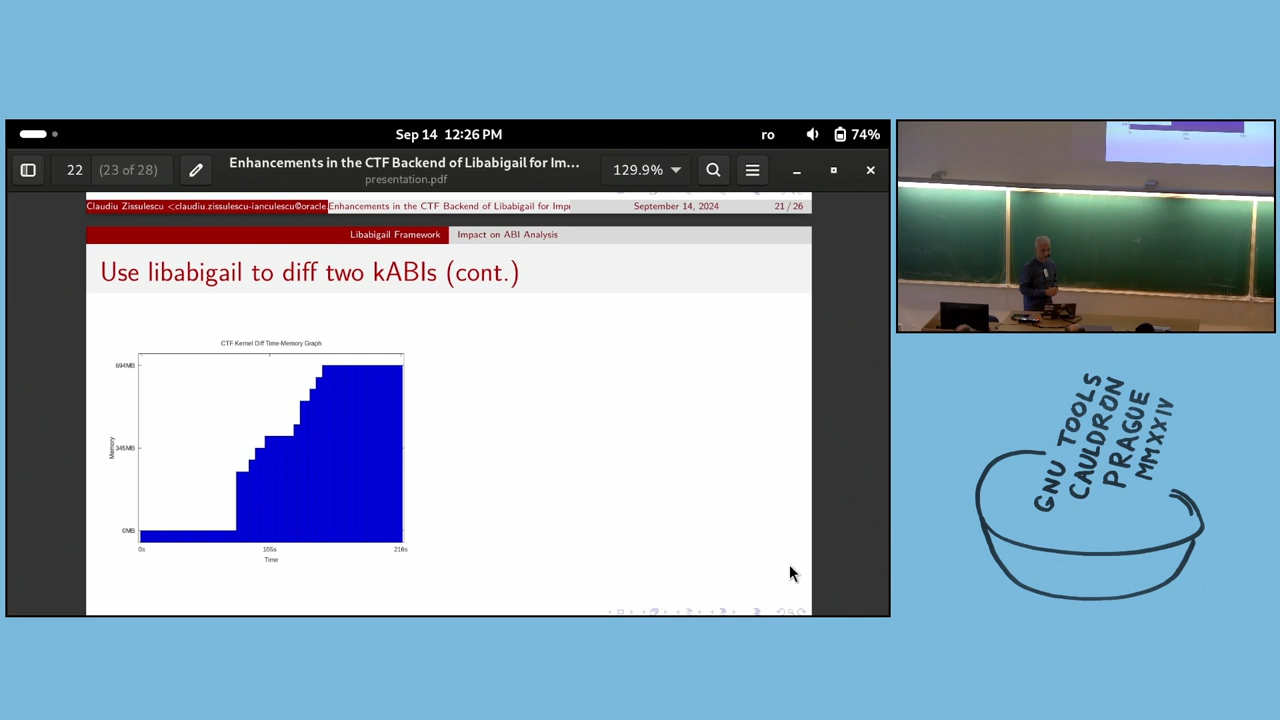 Sep 14 12:26 PM
ro
74%
22
(23 of 28)
Enhancements in the CTF Backend of Libabigail for Im...
presentation.pdf
129.9%
Claudiu Zissulescu <claudiu.zissulescu-ianculescu@oracle.
Enhancements in the CTF Backend of Libabigail for Impr
September 14, 2024
21 / 26
Libabigail Framework
Impact on ABI Analysis
Use libabigail to diff two kABIs (cont.)
CTF Kernel Diff Time-Memory Graph
694MB
345MB
0MB
Memory
0s
105s
216s
Time
GNU TOOLS
CAULDRON
PRAGUE
MMXXIV